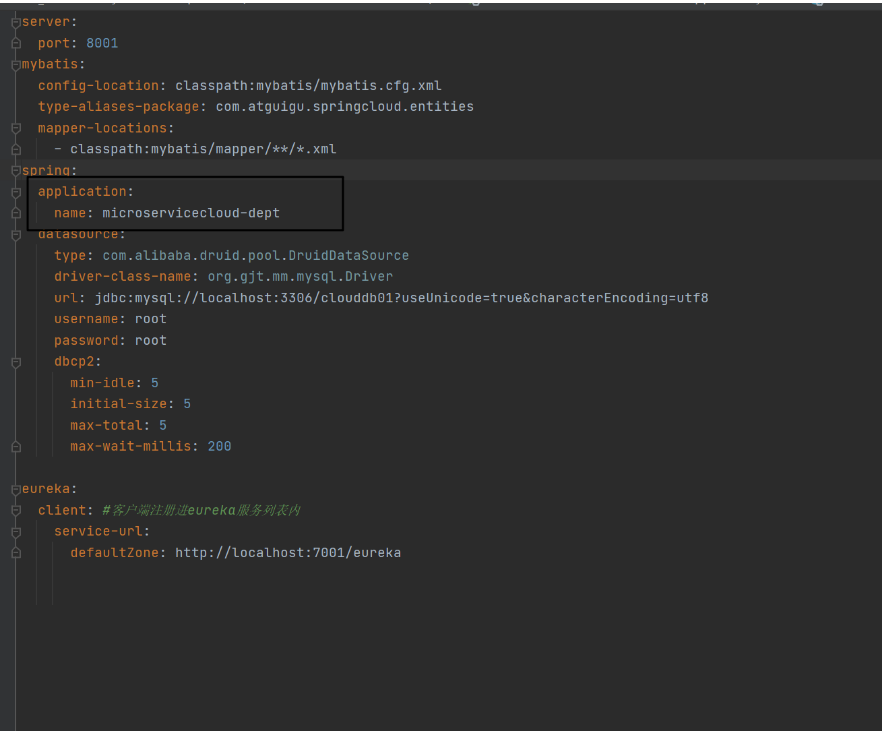 server:
port: 8001
mybatis:
config-location: classpath:mybatis/mybatis.cfg.xml
type-aliases-package: com.atguigu.springcloud.entities
mapper-locations:
- classpath:mybatis/mapper/**/*.xml
spring:
application:
name: microservicecloud-dept
datasource:
type: com.alibaba.druid.pool.DruidDataSource
driver-class-name: org.gjt.mm.mysql.Driver
url: jdbc:mysql://localhost:3306/clouddb01?useUnicode=true&characterEncoding=utf8
username: root
password: root
dbcp2:
min-idle: 5
initial-size: 5
max-total: 5
max-wait-millis: 200
eureka:
client: #客户端注册进eureka服务列表内
service-url:
defaultZone: http://localhost:7001/eureka